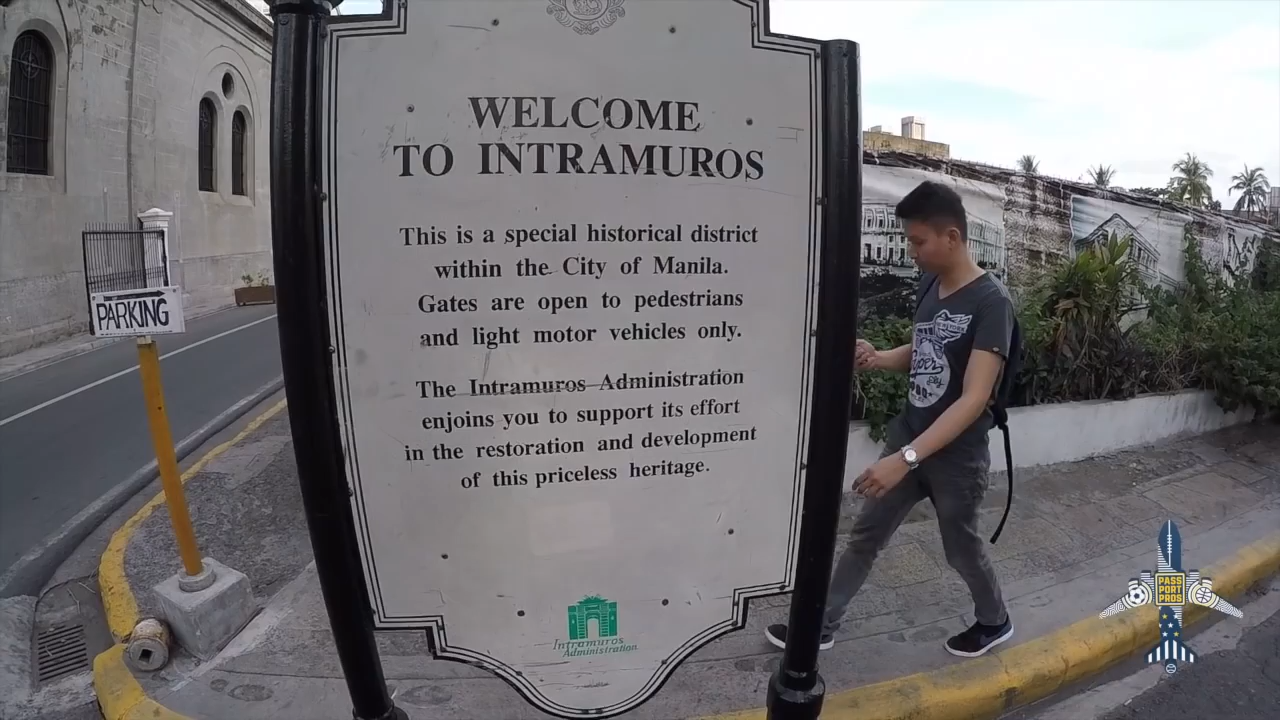 WELCOME
TO INTRAMUROS
This is a special historical district
within the City of Manila.
Gates are open to pedestrians
and light motor vehicles only.
The Intramuros Administration
enjoins you to support its effort
in the restoration and development
of this priceless heritage.
Intramuros
Administration
PARKING
PASS
PORT
PROS